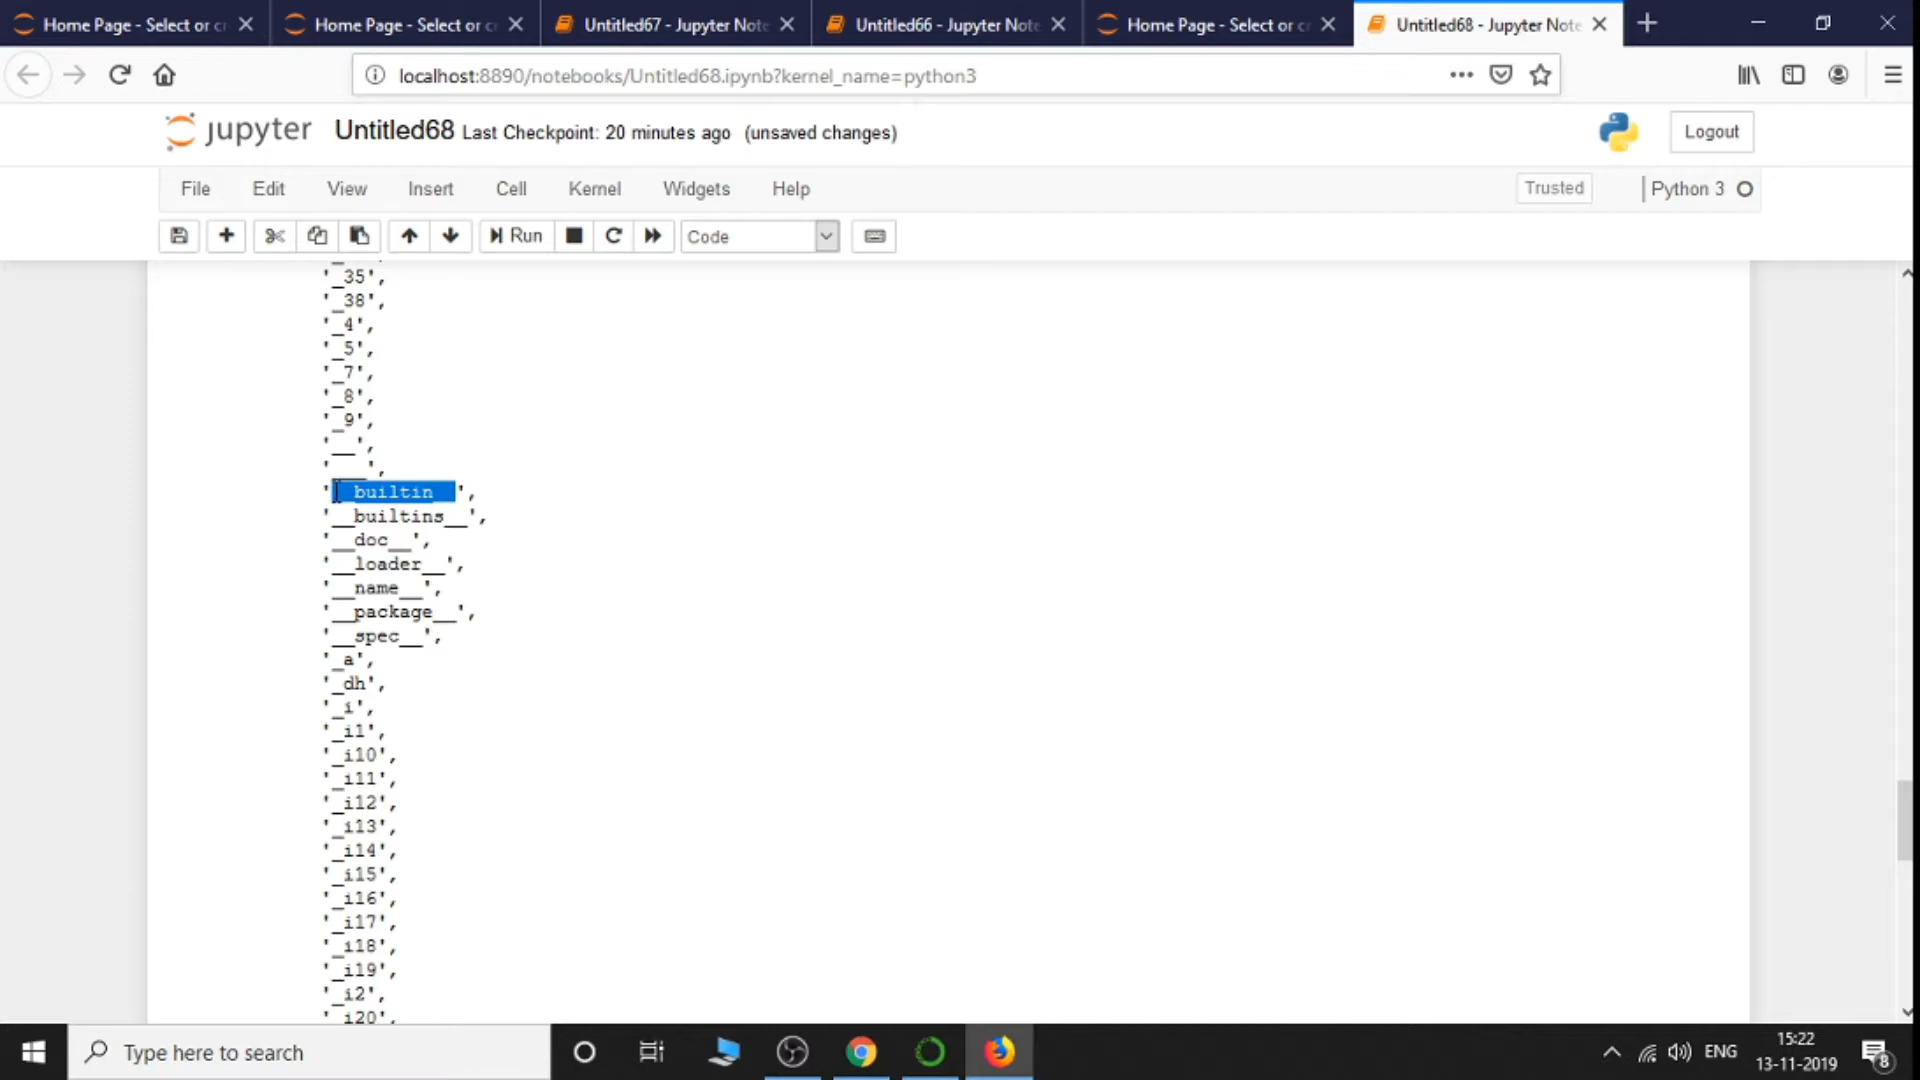 Home Page - Select or cr
Home Page - Select or cr
Untitled67 - Jupyter Note
Untitled66 - Jupyter Note
Home Page - Select or cr
Untitled68 - Jupyter Note
localhost:8890/notebooks/Untitled68.ipynb?kernel_name=python3
jupyter Untitled68 Last Checkpoint: 20 minutes ago (unsaved changes)
Logout
File Edit View Insert Cell Kernel Widgets Help
Trusted Python 3
Run Code
'_35',
'_38',
'_4',
'_5',
'_7',
'_8',
'_9',
'__',
'___',
'__builtin__',
'__builtins__',
'__doc__',
'__loader__',
'__name__',
'__package__',
'__spec__',
'_a',
'_dh',
'_i',
'_i1',
'_i10',
'_i11',
'_i12',
'_i13',
'_i14',
'_i15',
'_i16',
'_i17',
'_i18',
'_i19',
'_i2',
'_i20',
Type here to search
ENG
15:22
13-11-2019
8